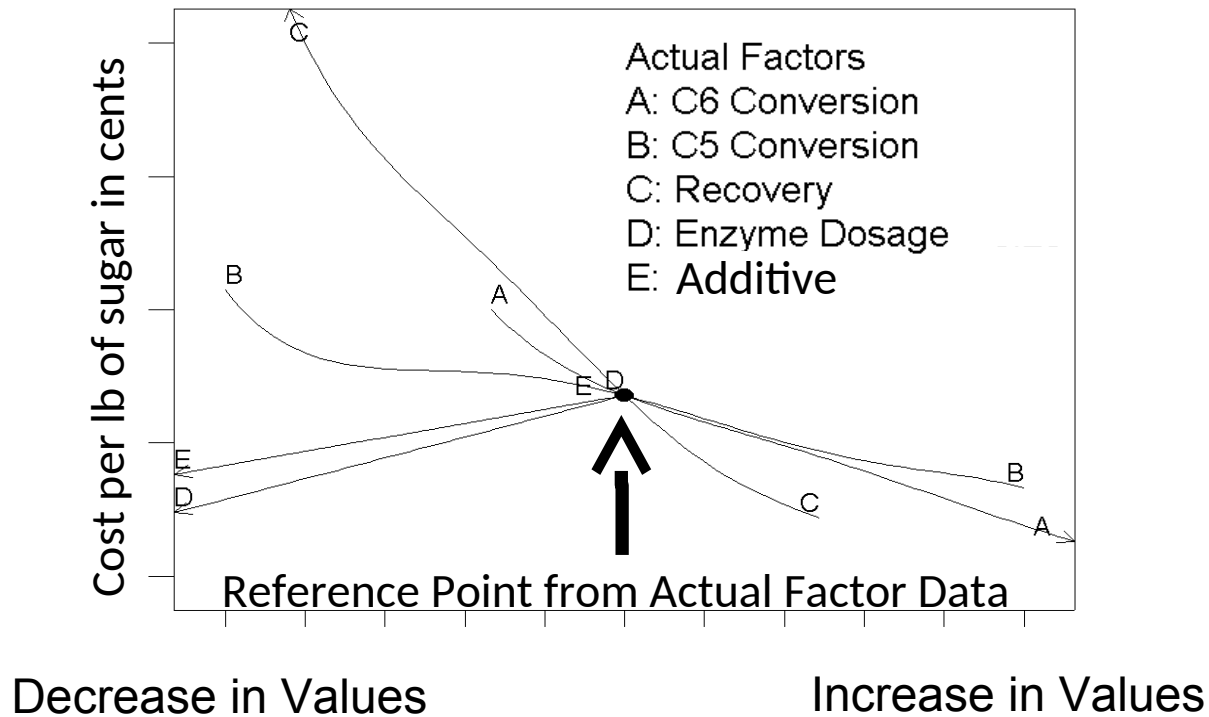 C
Actual Factors
A: C6 Conversion
B: C5 Conversion
C: Recovery
D: Enzyme Dosage
E: Additive
Cost per lb of sugar in cents
B
A
E D
E
D
B
C
A
Reference Point from Actual Factor Data
Decrease in Values
Increase in Values